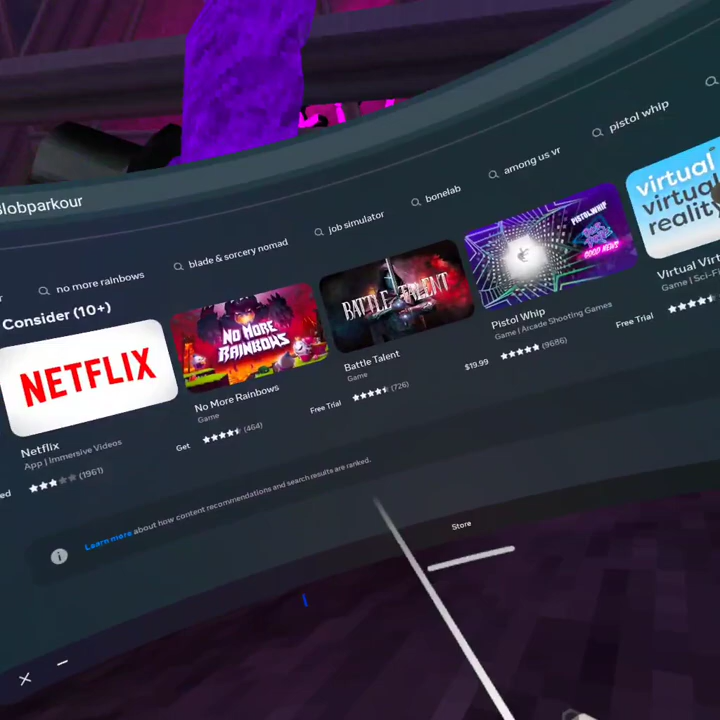 lobparkour
no more rainbows
blade & sorcery nomad
job simulator
bonelab
among us vr
pistol whip
Consider (10+)
NETFLIX
Netflix
App | Immersive Videos
(1961)
NO MORE RAINBOWS
No More Rainbows
Game
Get
(464)
BATTLE TALENT
Battle Talent
Game
Free Trial
(726)
PISTOL WHIP
GOOD NEWS
Pistol Whip
Game | Arcade Shooting Games
$19.99
(9686)
virtual
virtual
reality
Virtual Virt
Game | Sci-Fi
Free Trial
Learn more about how content recommendations and search results are ranked.
Store